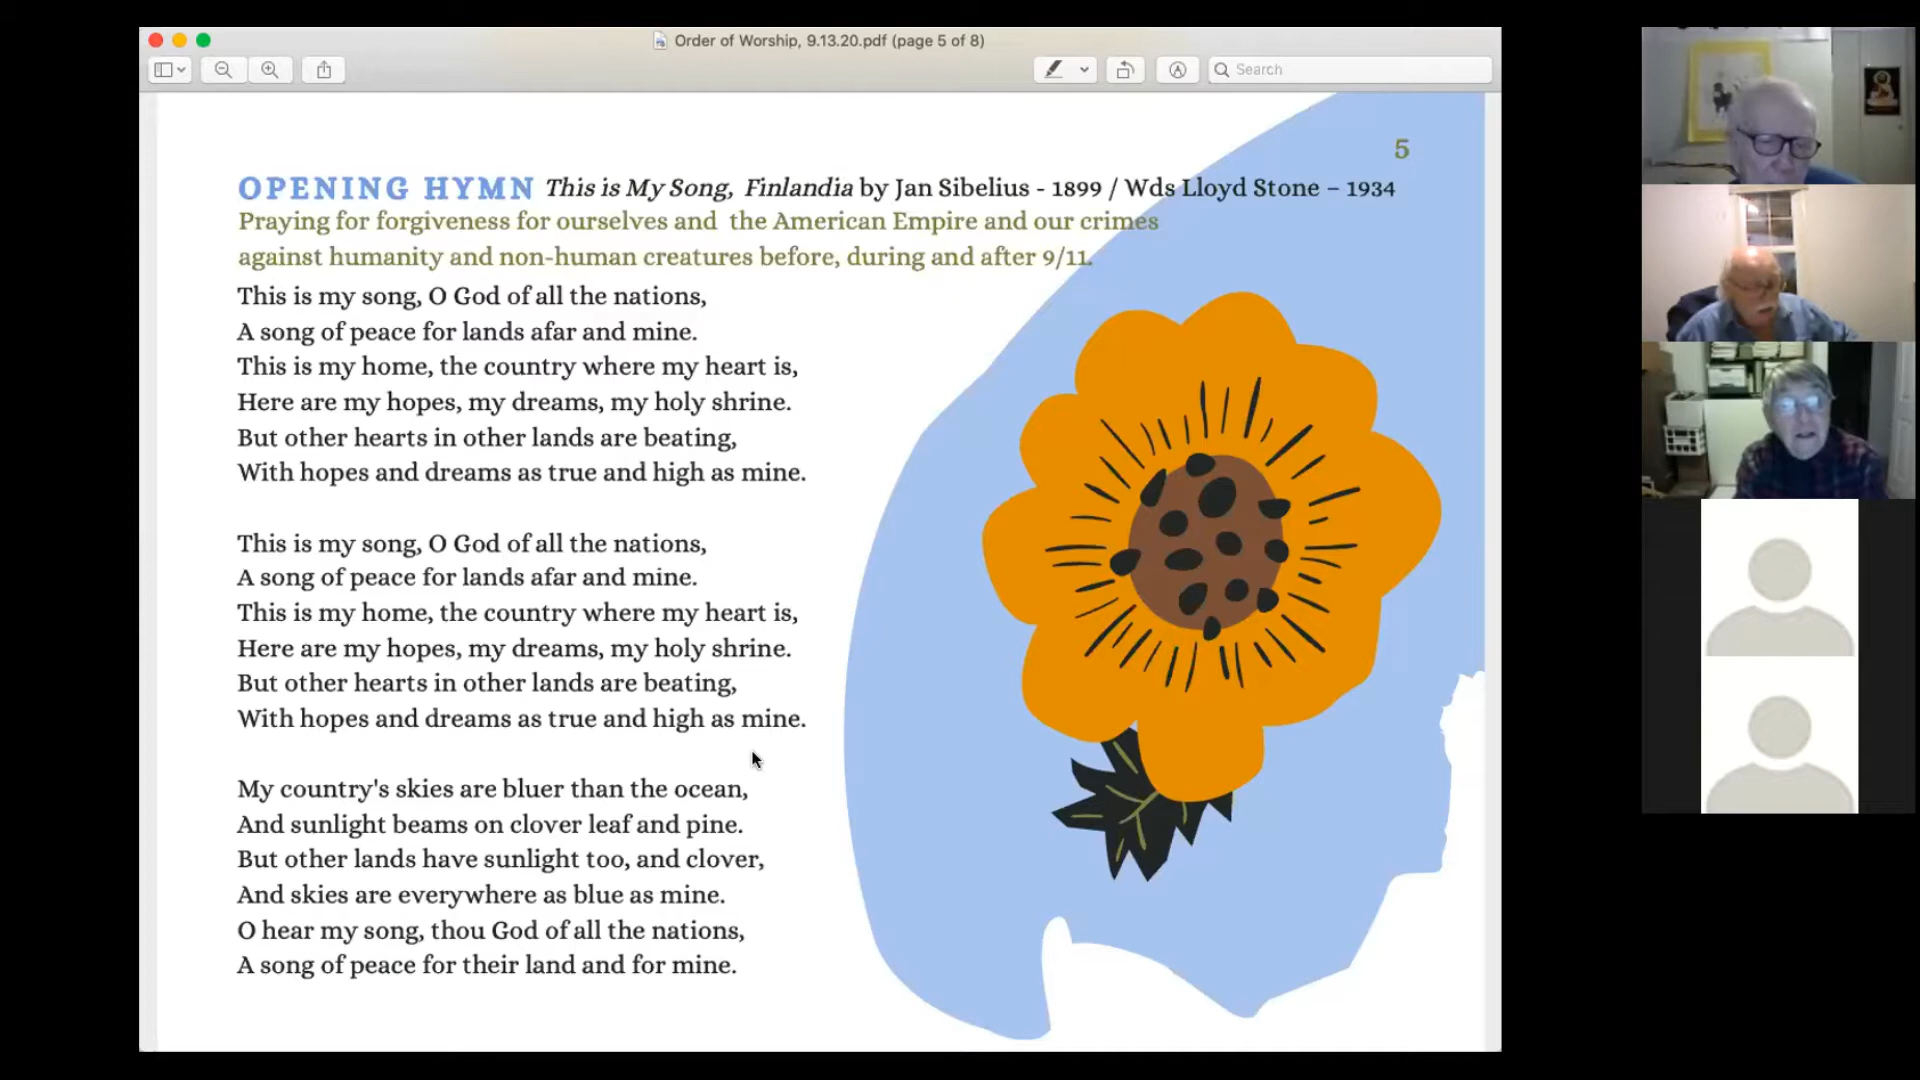 Order of Worship, 9.13.20.pdf (page 5 of 8)
Search
5
OPENING HYMN This is My Song, Finlandia by Jan Sibelius - 1899 / Wds Lloyd Stone – 1934
Praying for forgiveness for ourselves and the American Empire and our crimes
against humanity and non-human creatures before, during and after 9/11.
This is my song, O God of all the nations,
A song of peace for lands afar and mine.
This is my home, the country where my heart is,
Here are my hopes, my dreams, my holy shrine.
But other hearts in other lands are beating,
With hopes and dreams as true and high as mine.
This is my song, O God of all the nations,
A song of peace for lands afar and mine.
This is my home, the country where my heart is,
Here are my hopes, my dreams, my holy shrine.
But other hearts in other lands are beating,
With hopes and dreams as true and high as mine.
My country's skies are bluer than the ocean,
And sunlight beams on clover leaf and pine.
But other lands have sunlight too, and clover,
And skies are everywhere as blue as mine.
O hear my song, thou God of all the nations,
A song of peace for their land and for mine.